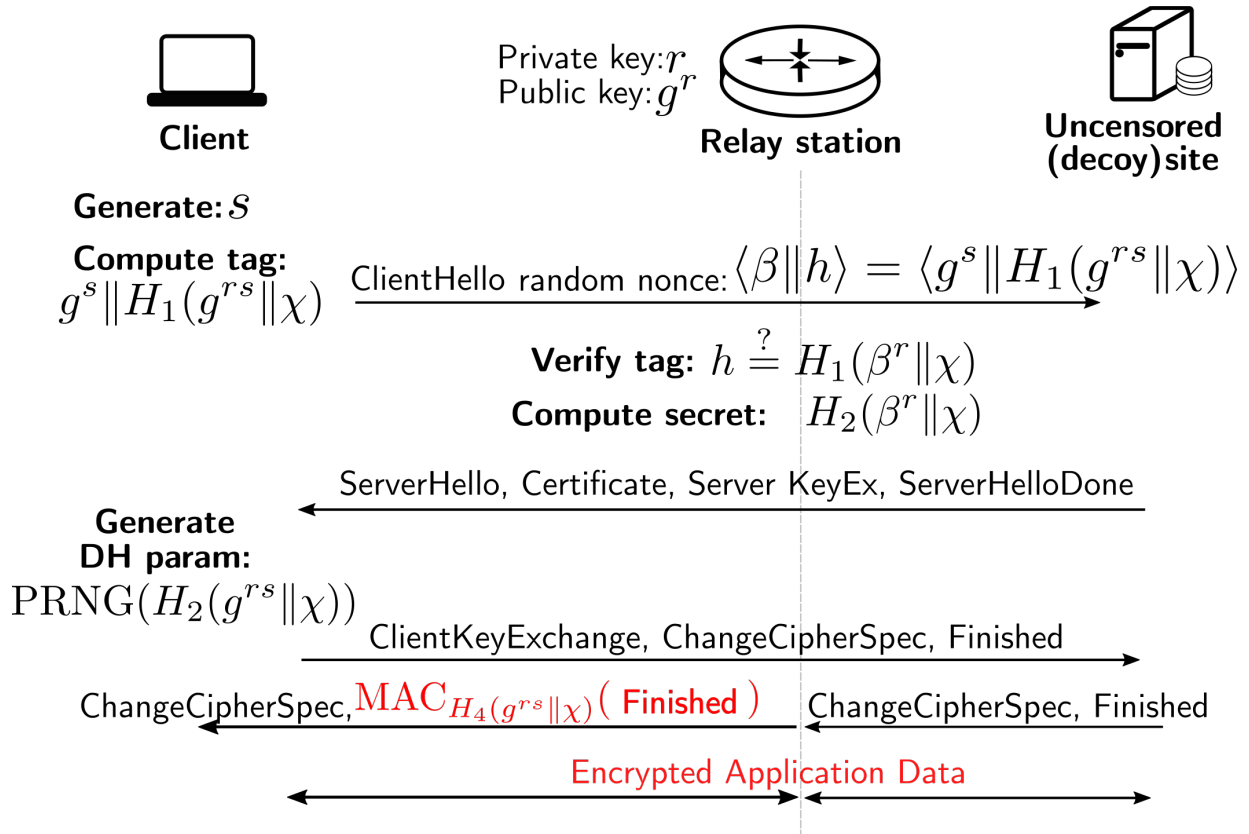 Private key: r
Public key: g^r
Client
Relay station
Uncensored
(decoy) site
Generate: s
Compute tag:
g^s‖H_1(g^{rs}‖χ)
ClientHello random nonce: ⟨β‖h⟩ = ⟨g^s‖H_1(g^{rs}‖χ)⟩
Verify tag: h ≟ H_1(β^r‖χ)
Compute secret: H_2(β^r‖χ)
ServerHello, Certificate, Server KeyEx, ServerHelloDone
Generate
DH param:
PRNG(H_2(g^{rs}‖χ))
ClientKeyExchange, ChangeCipherSpec, Finished
ChangeCipherSpec, MAC_{H_4(g^{rs}‖χ)}( Finished )
ChangeCipherSpec, Finished
Encrypted Application Data